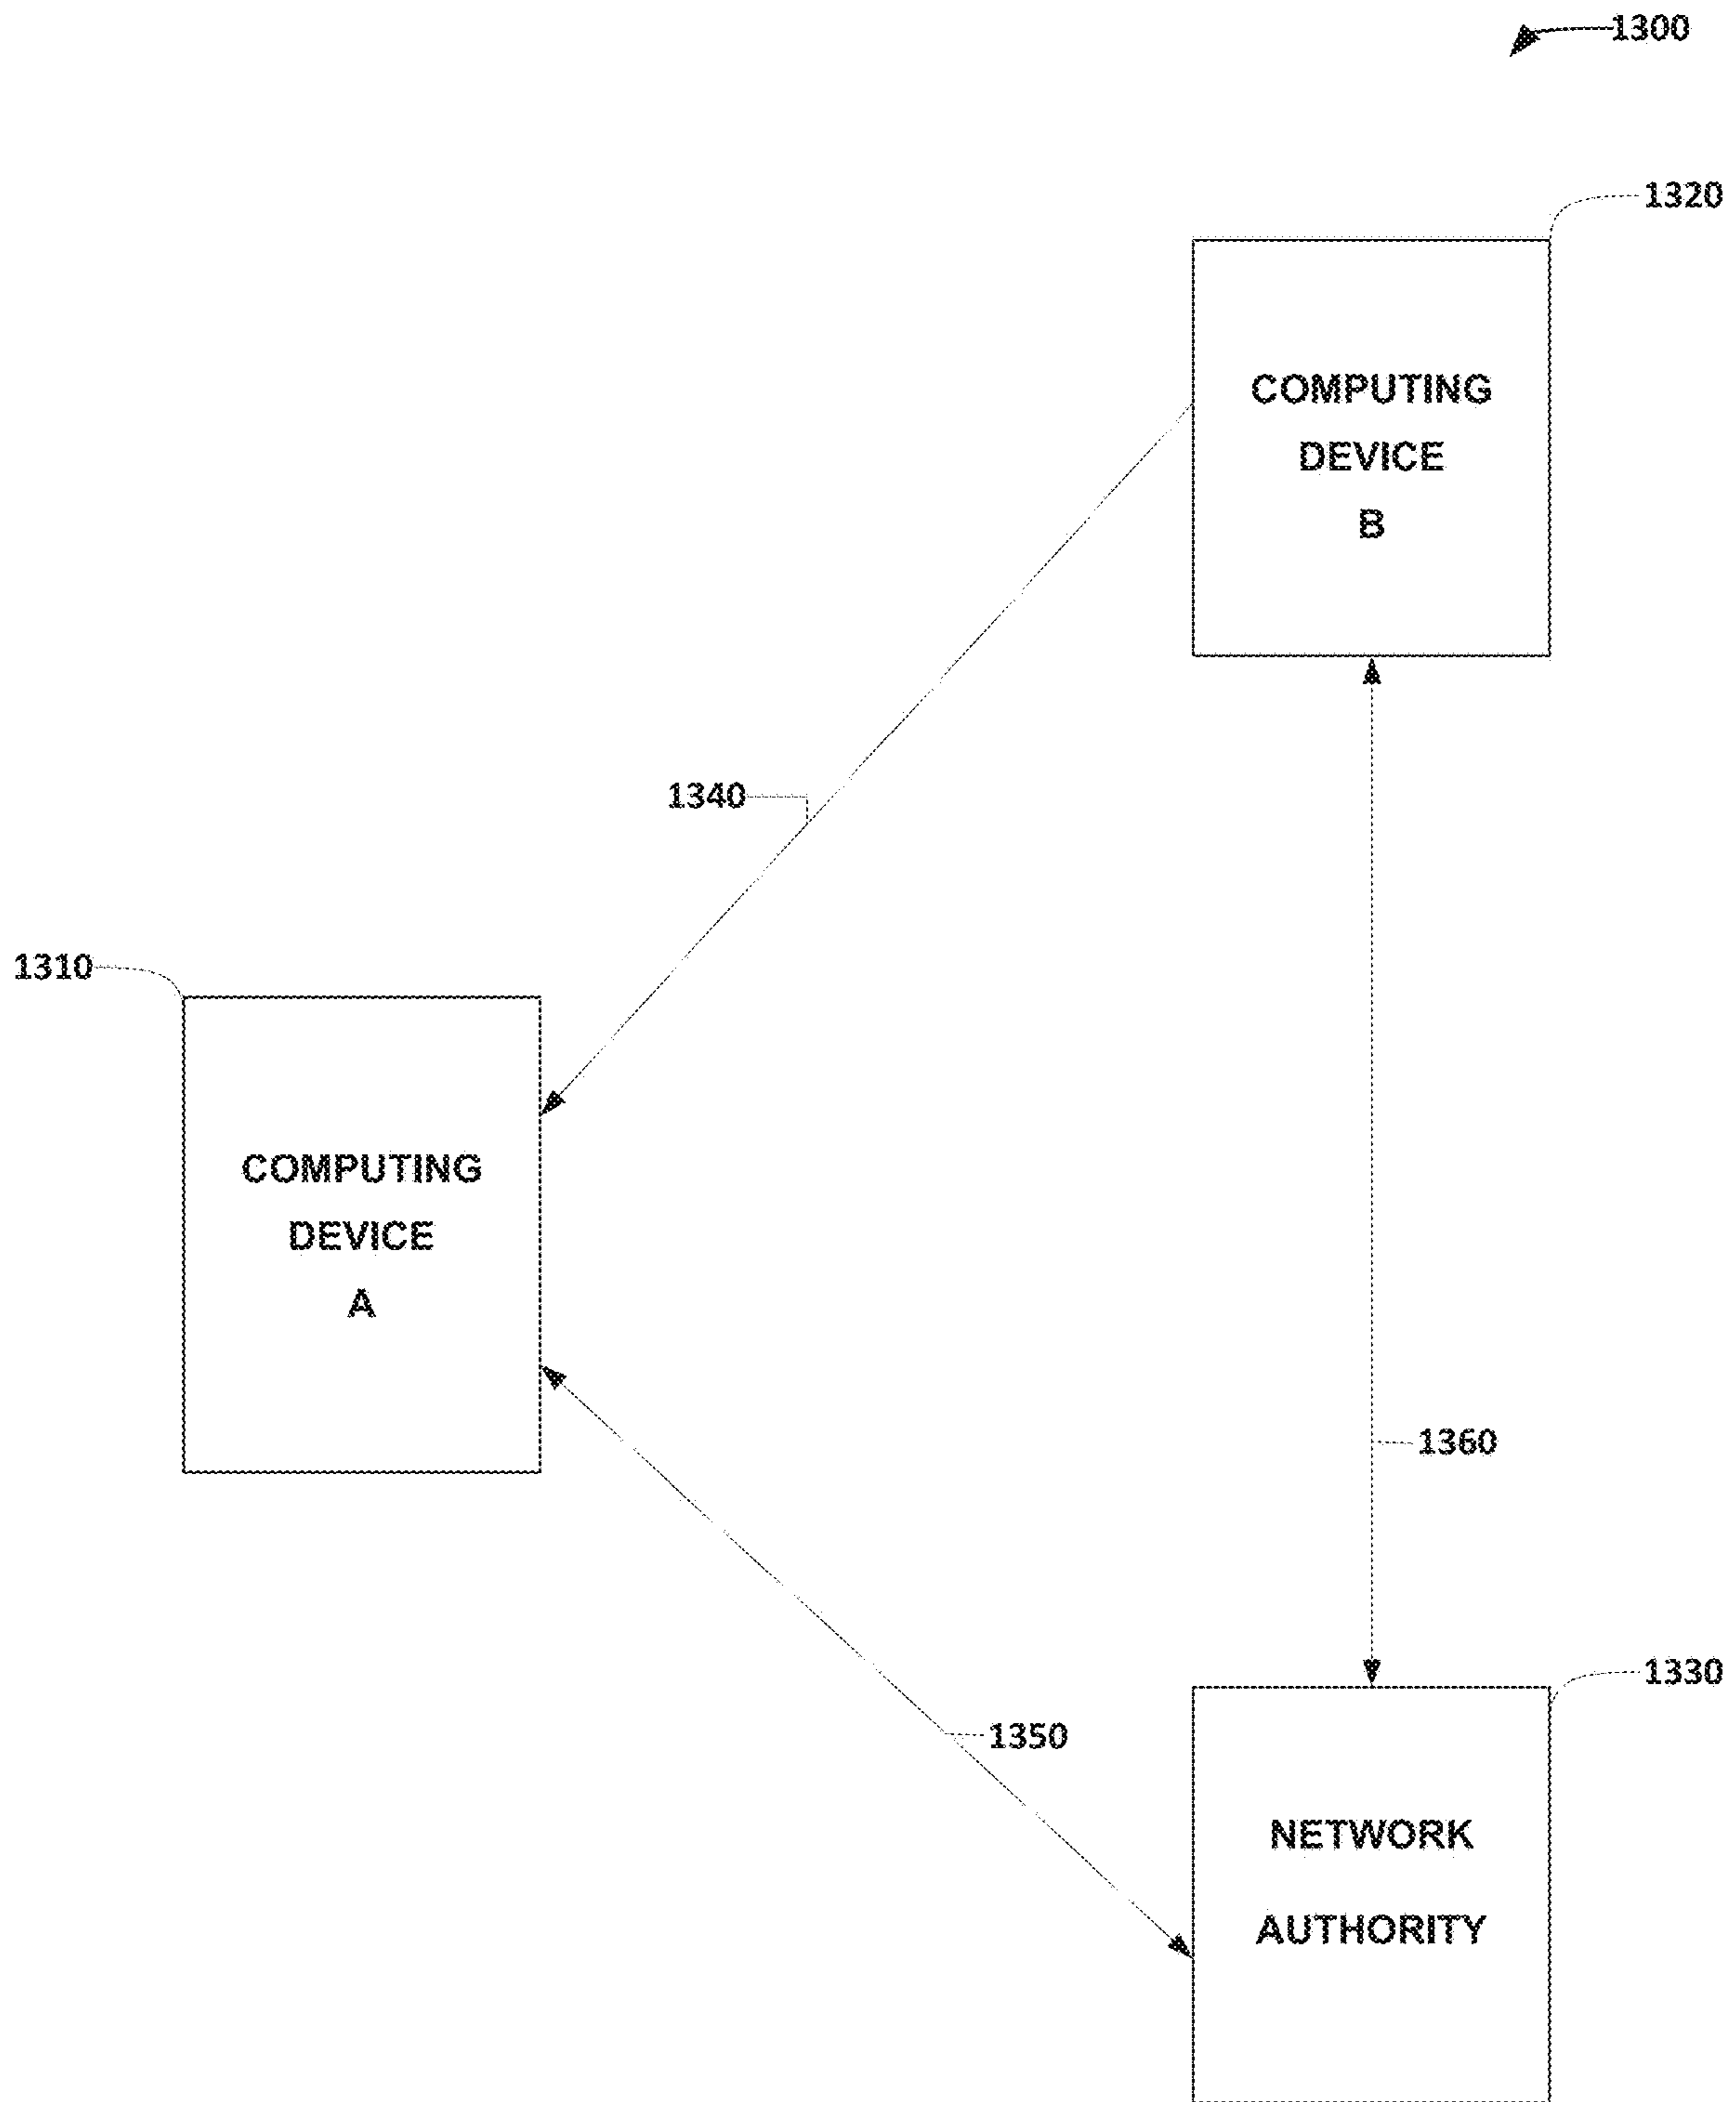 1300
1320
COMPUTING
DEVICE
B
1340
1310
COMPUTING
DEVICE
A
1360
1330
1350
NETWORK
AUTHORITY